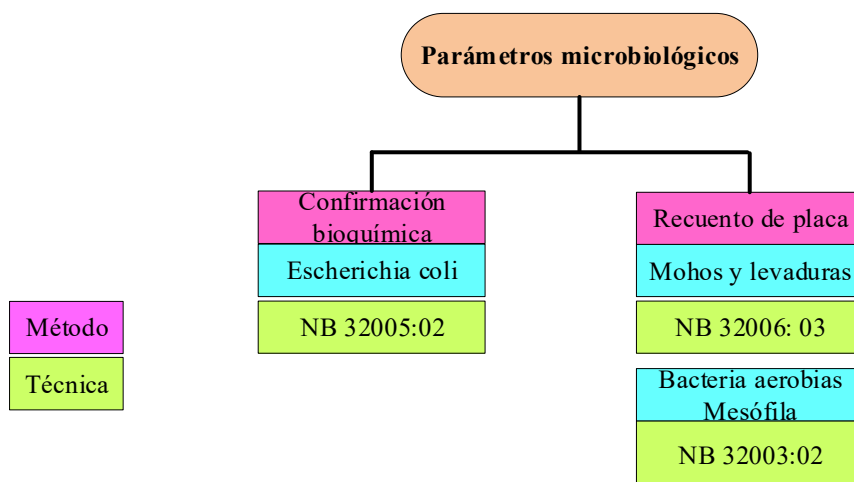 Parámetros microbiológicos
Confirmación
bioquímica
Escherichia coli
NB 32005:02
Recuento de placa
Mohos y levaduras
NB 32006: 03
Bacteria aerobias
Mesófila
NB 32003:02
Método
Técnica